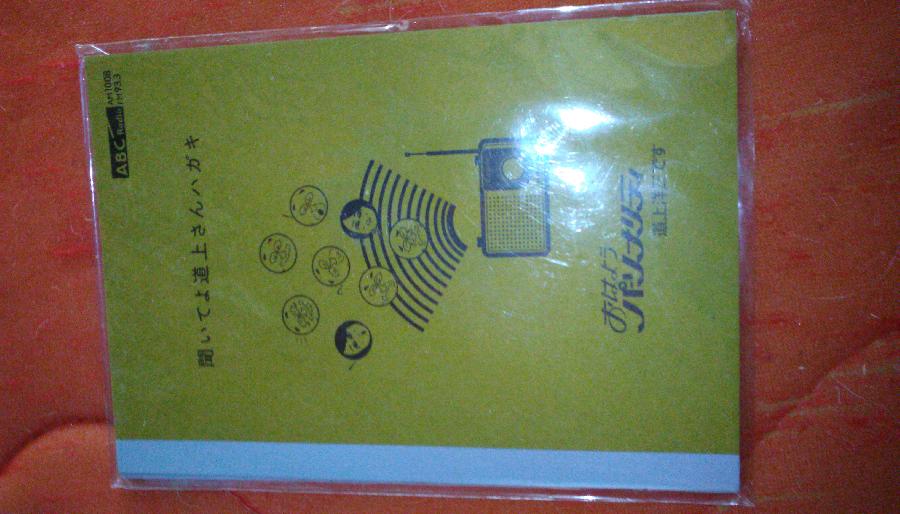 ABC Radio AM1008
FM93.3
聞いてよ道上さんハガキ
おはよう
パーソナリティ
道上洋三です